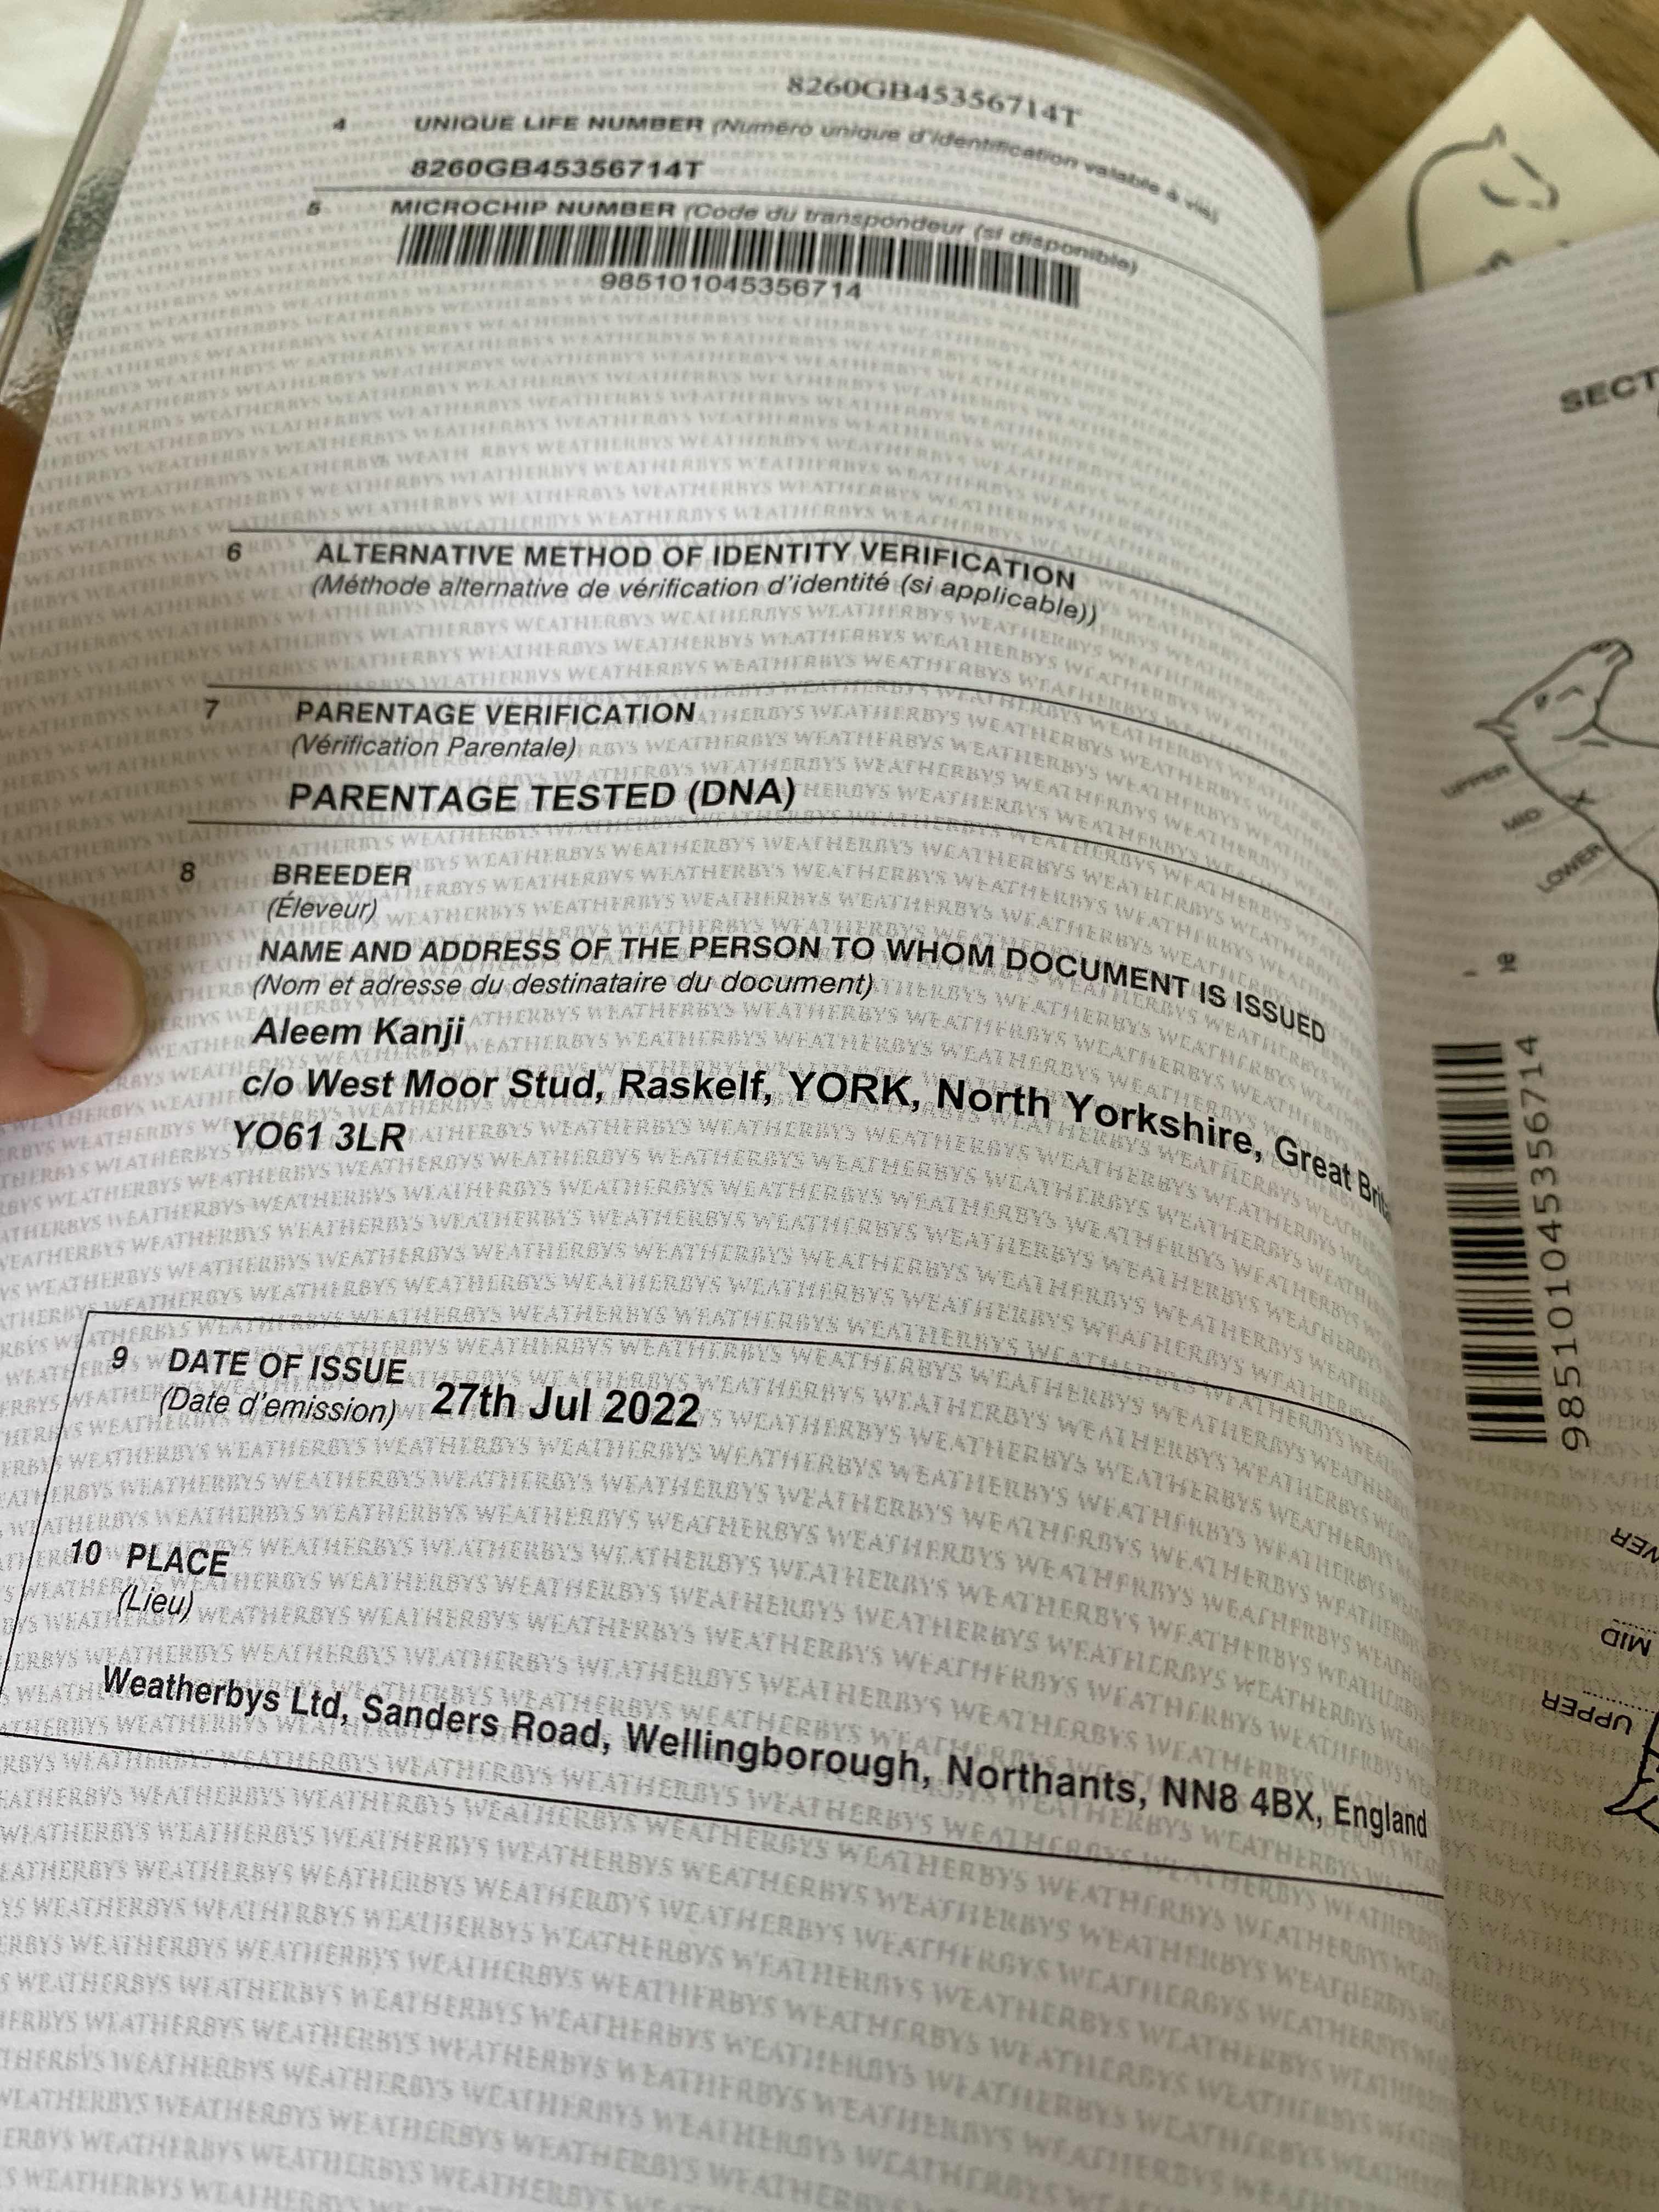 8260GB45356714T
4 UNIQUE LIFE NUMBER (Numéro unique d'identification valable à vie)
8260GB45356714T
5 MICROCHIP NUMBER (Code du transpondeur (si disponible)
985101045356714
6 ALTERNATIVE METHOD OF IDENTITY VERIFICATION
(Méthode alternative de vérification d'identité (si applicable))
7 PARENTAGE VERIFICATION
(Vérification Parentale)
PARENTAGE TESTED (DNA)
8 BREEDER
(Éleveur)
NAME AND ADDRESS OF THE PERSON TO WHOM DOCUMENT IS ISSUED
(Nom et adresse du destinataire du document)
Aleem Kanji
c/o West Moor Stud, Raskelf, YORK, North Yorkshire, Great Brit
YO61 3LR
9 DATE OF ISSUE
(Date d'emission) 27th Jul 2022
10 PLACE
(Lieu)
Weatherbys Ltd, Sanders Road, Wellingborough, Northants, NN8 4BX, England
SECT
UPPER
MID
LOWER
985101045356714
WER
MID
UPPER